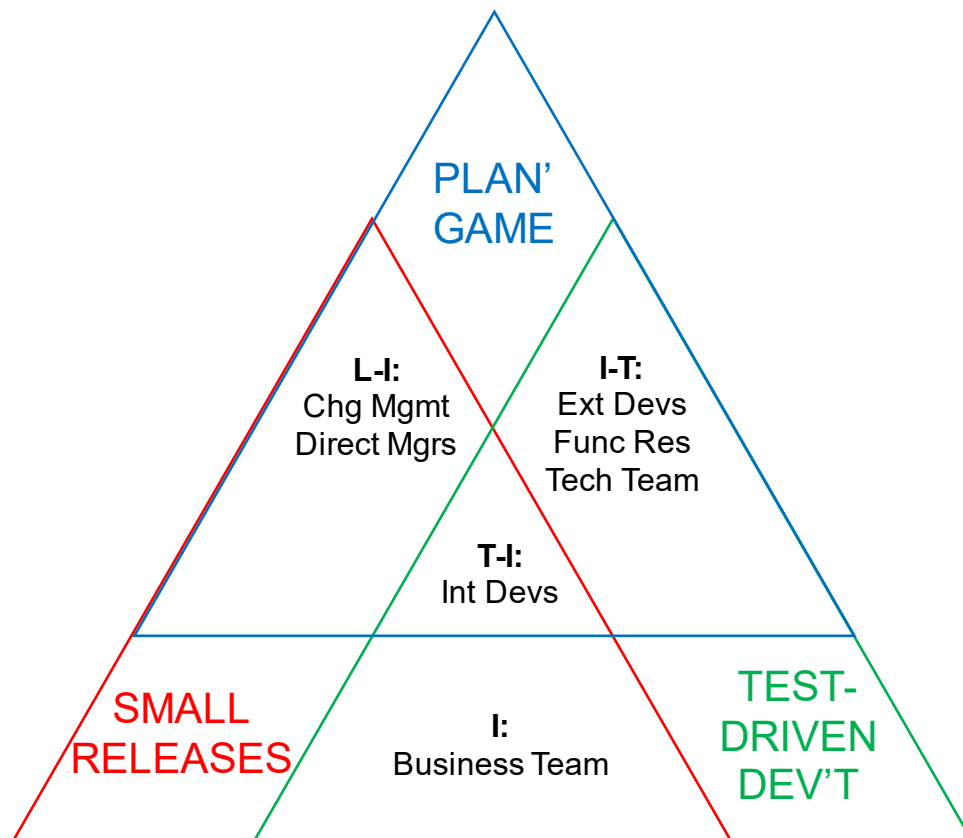 PLAN’
GAME
L-I:
Chg Mgmt
Direct Mgrs
I-T:
Ext Devs
Func Res
Tech Team
T-I:
Int Devs
SMALL
RELEASES
I:
Business Team
TEST-
DRIVEN
DEV’T